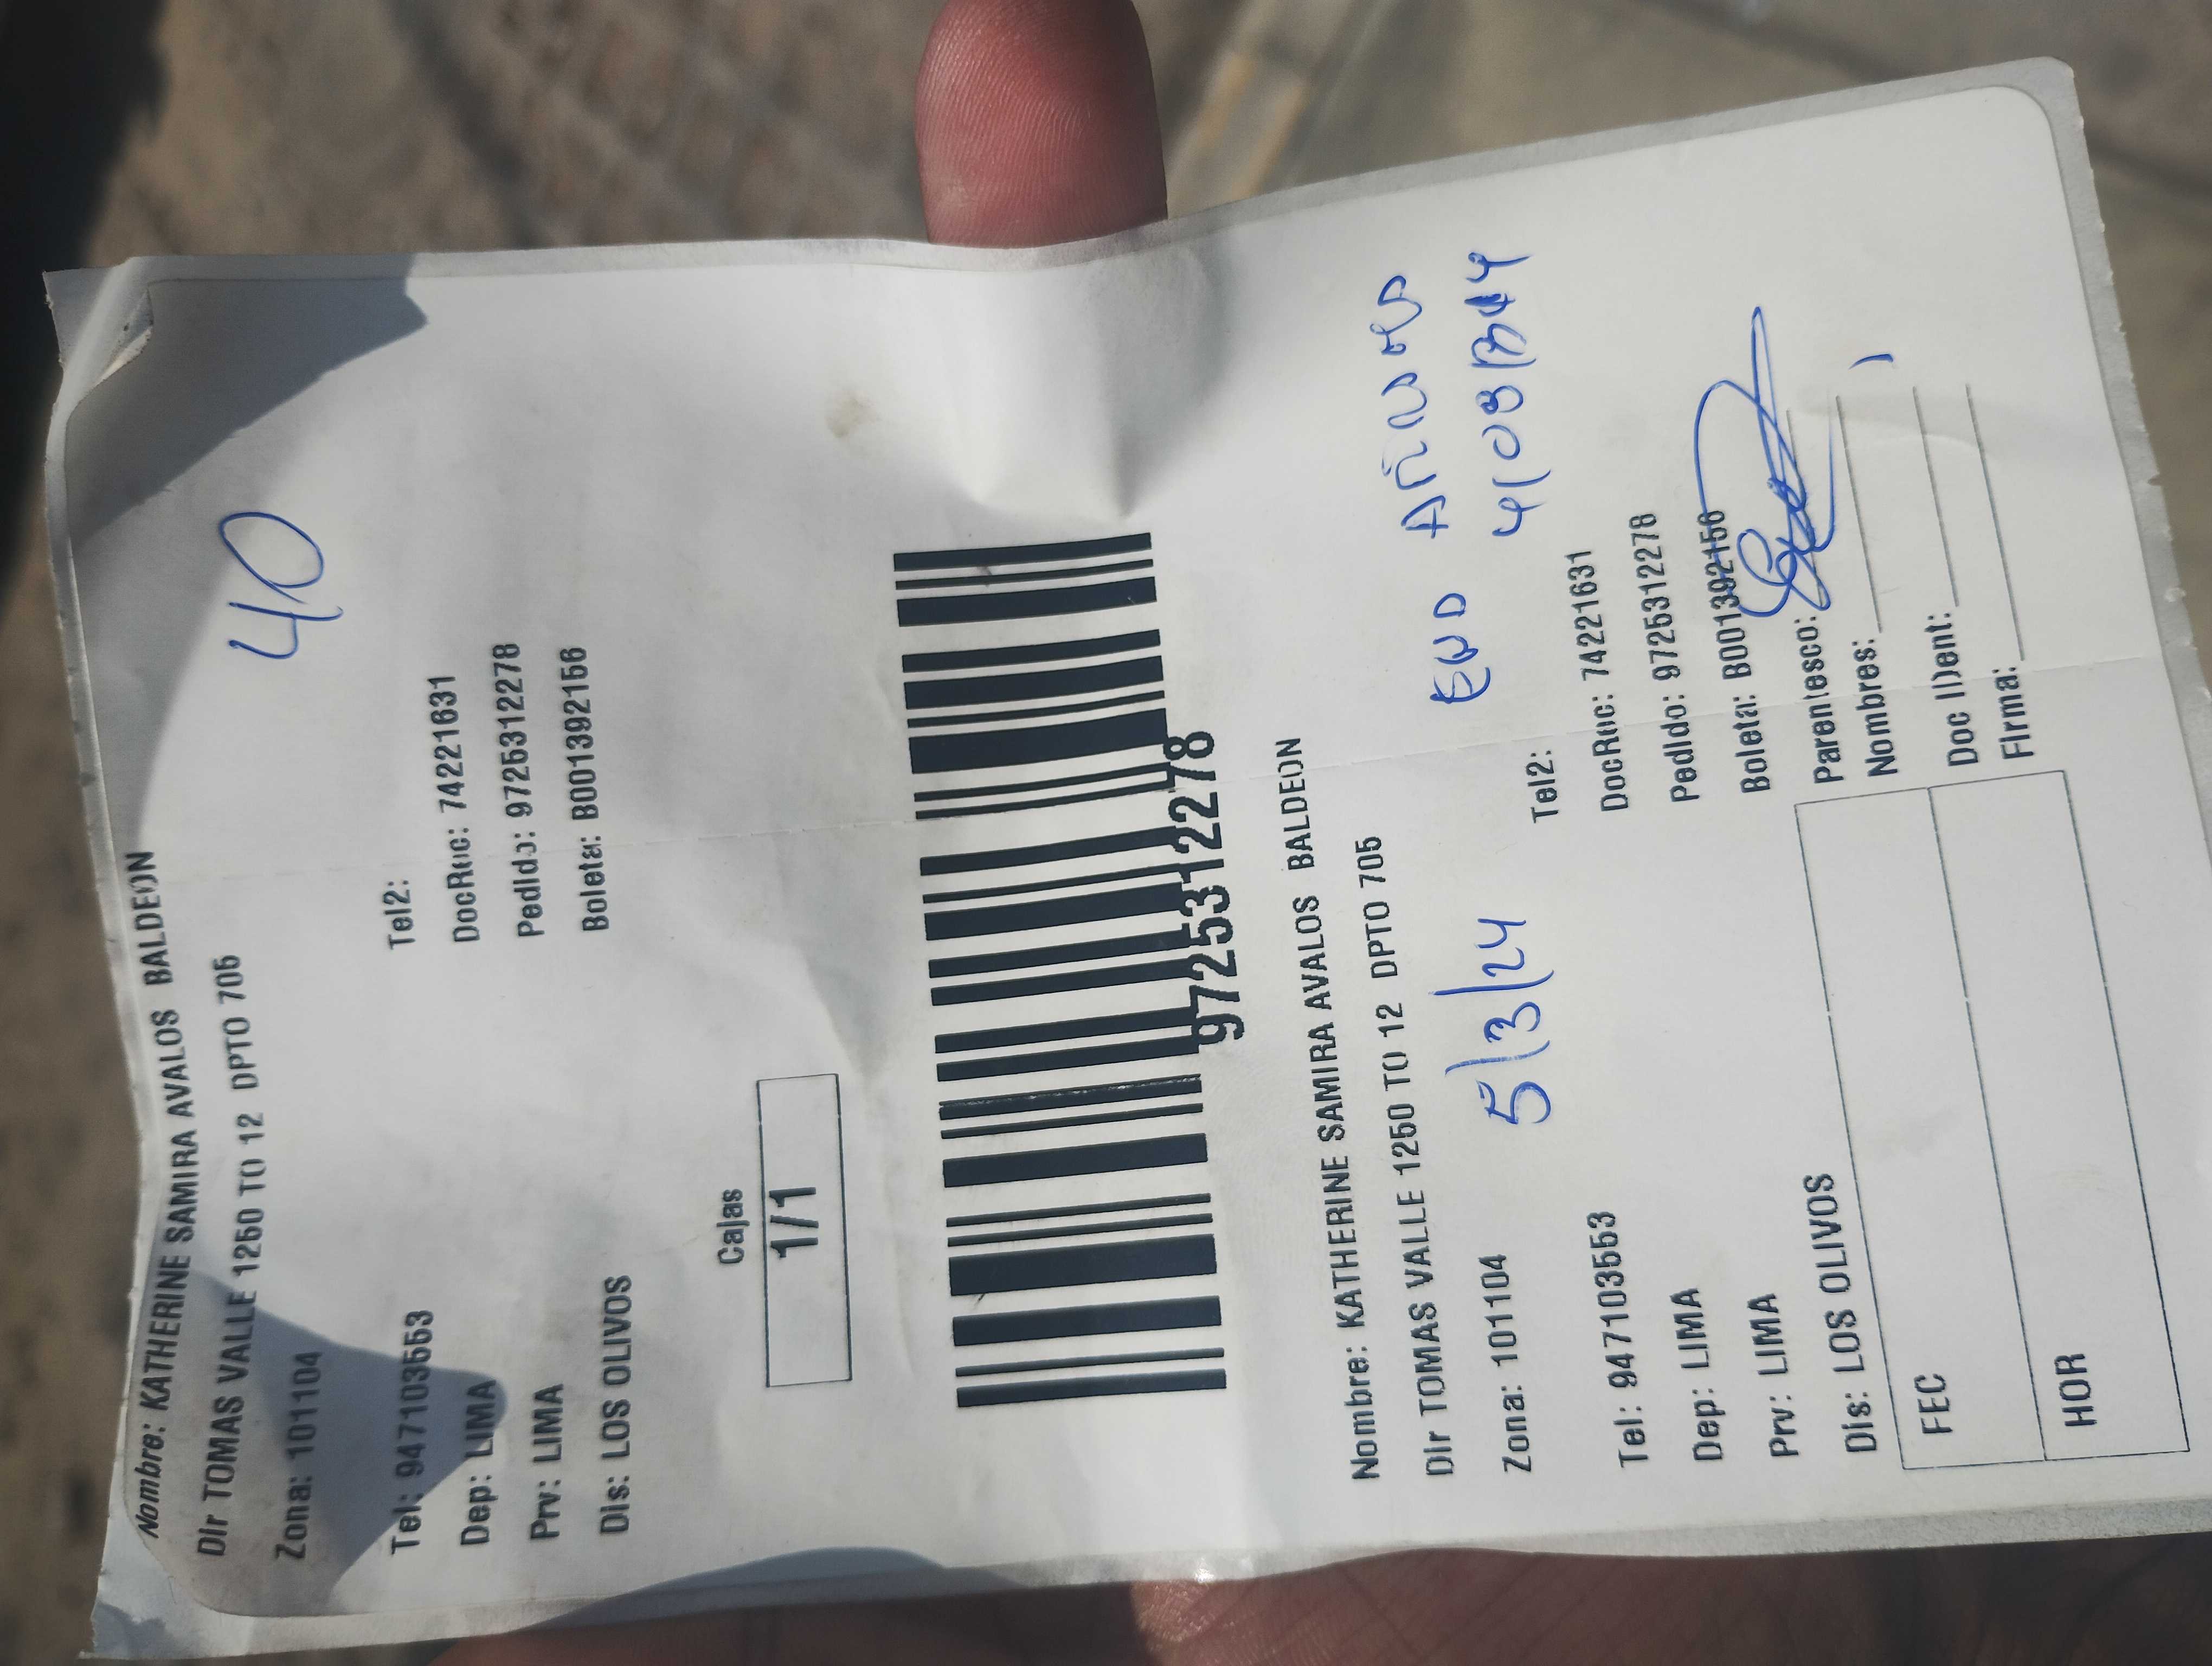 Nombre: KATHERINE SAMIRA AVALOS BALDEON
Dir TOMAS VALLE 1250 TO 12 DPTO 705
40
Zona: 101104
Tel: 947103553 Tel2:
Dep: LIMA DocRuc: 74221631
Prv: LIMA Pedido: 9725312278
Dis: LOS OLIVOS Boleta: B001392156
Cajas
1/1
9725312278
Nombre: KATHERINE SAMIRA AVALOS BALDEON
Dir TOMAS VALLE 1250 TO 12 DPTO 705
Zona: 101104 5/3/24
Tel: 947103553 Tel2:
Dep: LIMA DocRuc: 74221631
Prv: LIMA Pedido: 9725312278
Dis: LOS OLIVOS Boleta: B001392156
Parentesco:
FEC Nombres:
Doc IDent:
HOR Firma: